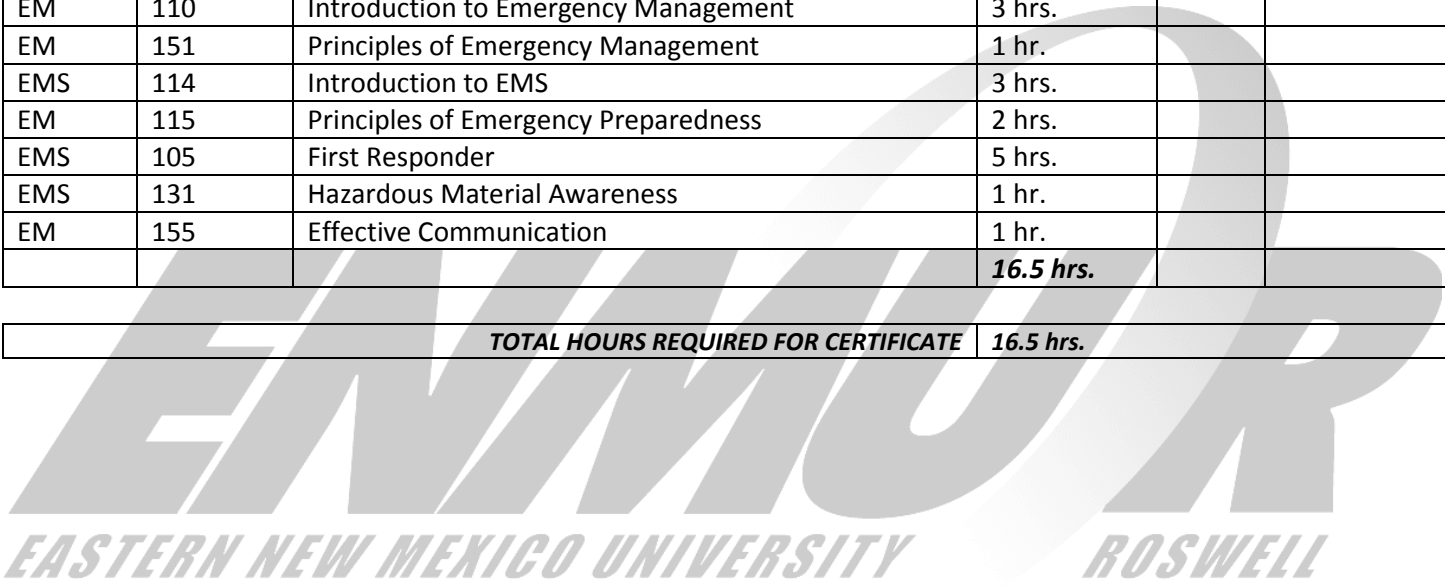 EM 110 Introduction to Emergency Management 3 hrs.
EM 151 Principles of Emergency Management 1 hr.
EMS 114 Introduction to EMS 3 hrs.
EM 115 Principles of Emergency Preparedness 2 hrs.
EMS 105 First Responder 5 hrs.
EMS 131 Hazardous Material Awareness 1 hr.
EM 155 Effective Communication 1 hr.
16.5 hrs.
TOTAL HOURS REQUIRED FOR CERTIFICATE 16.5 hrs.
ENMU R
EASTERN NEW MEXICO UNIVERSITY ROSWELL